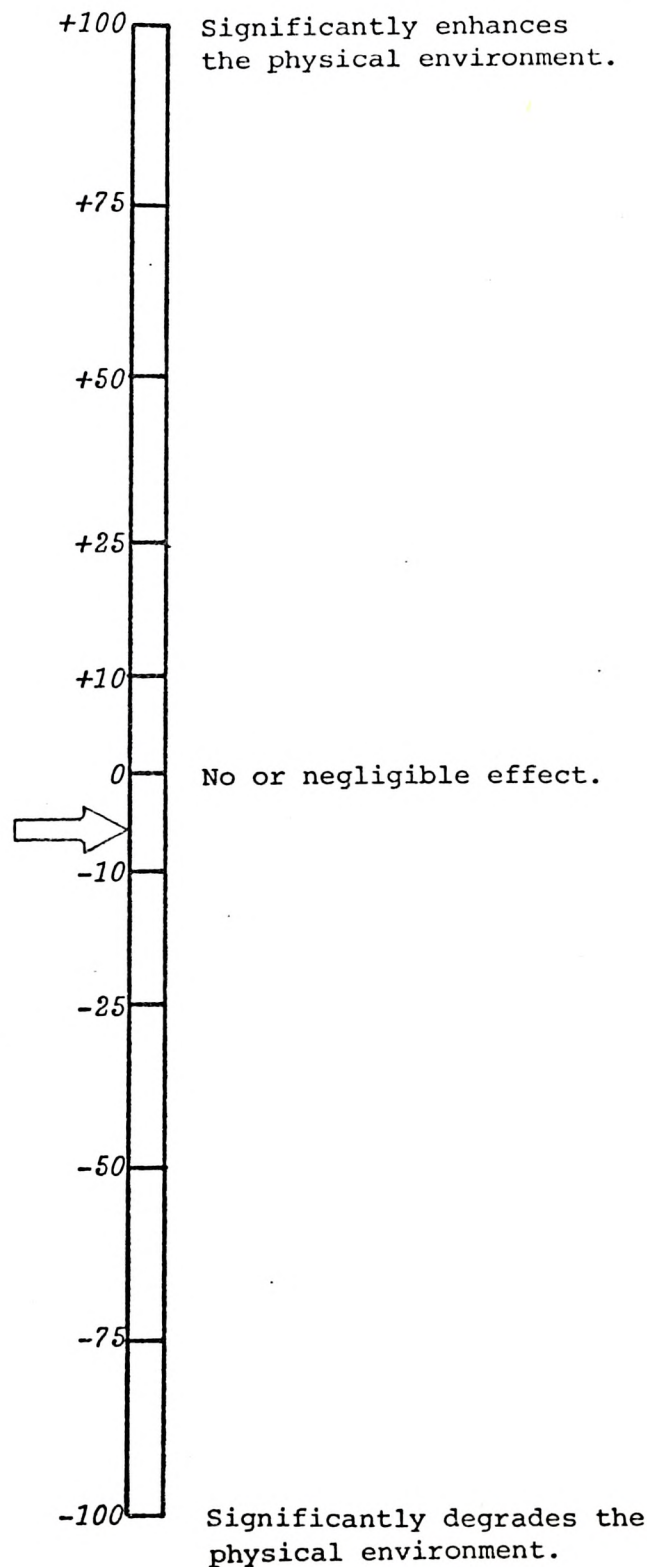 +100 Significantly enhances
the physical environment.
+75
+50
+25
+10
0 No or negligible effect.
-10
-25
-50
-75
-100 Significantly degrades the
physical environment.